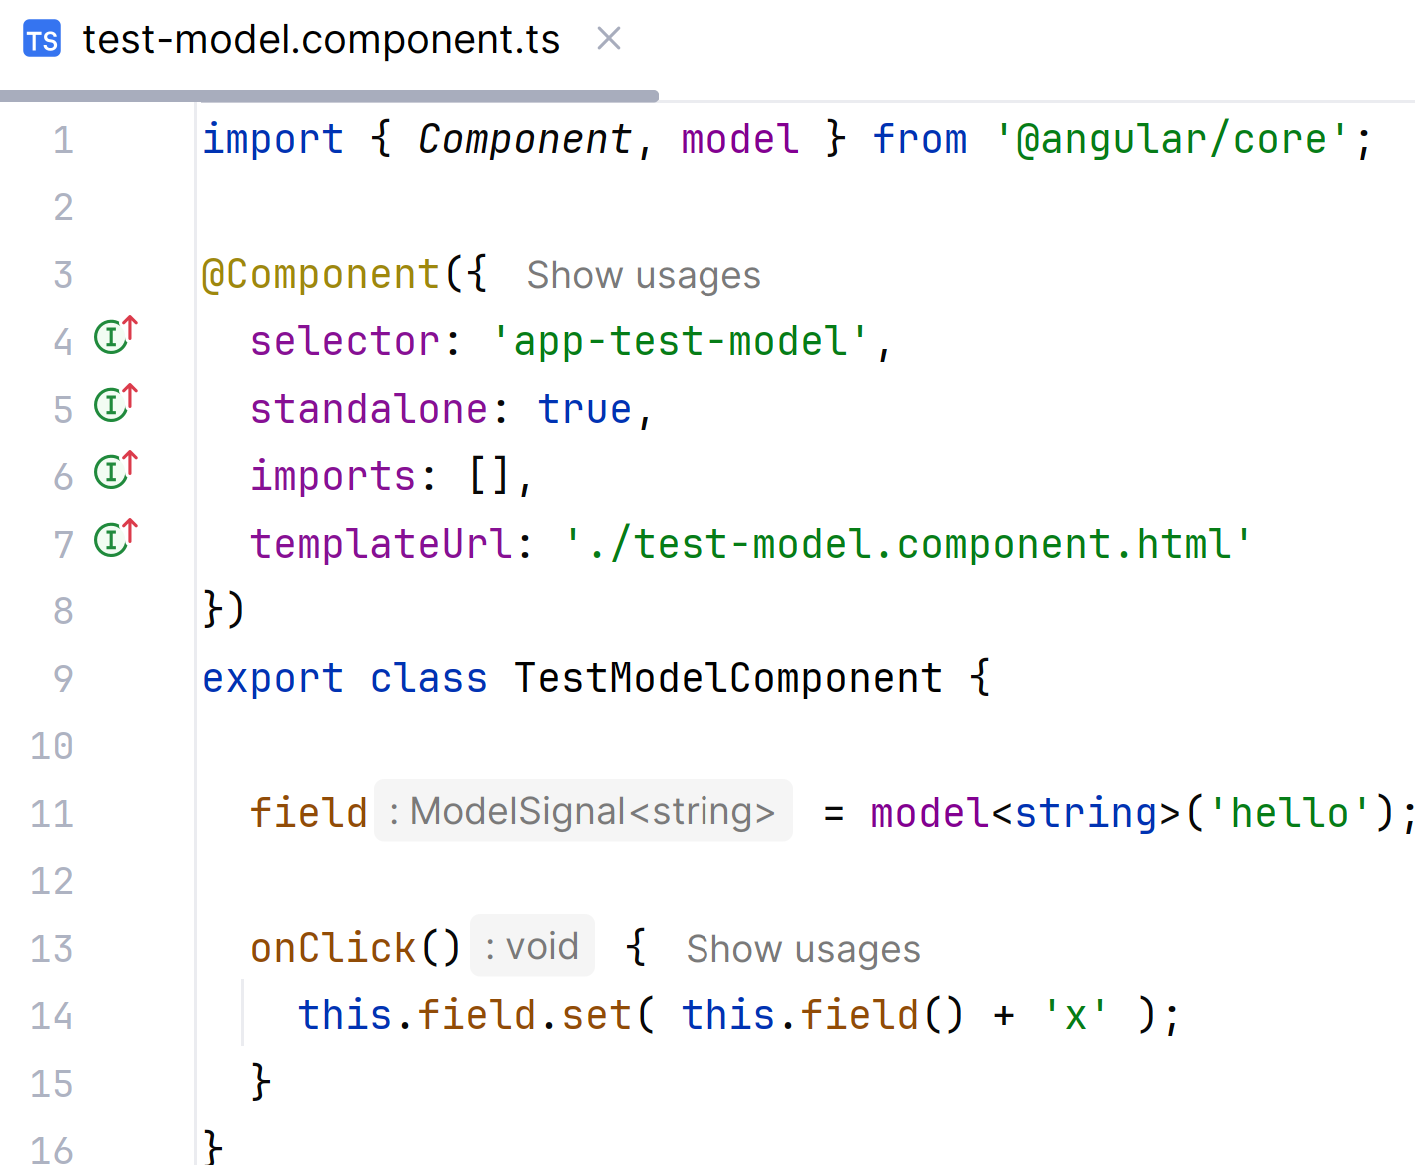 TS test-model.component.ts ×
1 import { Component, model } from '@angular/core';
2
3 @Component({ Show usages
4 selector: 'app-test-model',
5 standalone: true,
6 imports: [],
7 templateUrl: './test-model.component.html'
8 })
9 export class TestModelComponent {
10
11 field : ModelSignal<string> = model<string>('hello');
12
13 onClick() : void { Show usages
14 this.field.set( this.field() + 'x' );
15 }
16 }